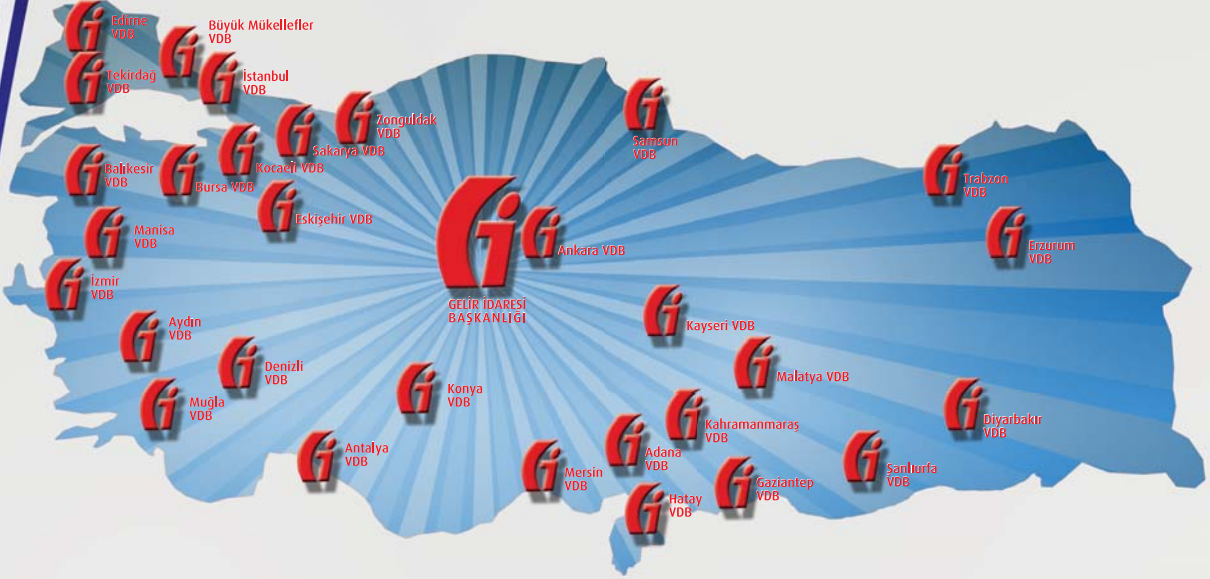 Edirne
VDB
Büyük Mükellefler
VDB
Tekirdağ
VDB
İstanbul
VDB
Zonguldak
VDB
Sakarya VDB
Samsun
VDB
Balıkesir
VDB
Bursa VDB
Kocaeli VDB
Trabzon
VDB
Eskişehir VDB
Manisa
VDB
Ankara VDB
Erzurum
VDB
İzmir
VDB
GELİR İDARESİ
BAŞKANLIĞI
Aydın
VDB
Kayseri VDB
Denizli
VDB
Malatya VDB
Muğla
VDB
Konya
VDB
Kahramanmaraş
VDB
Diyarbakır
VDB
Antalya
VDB
Mersin
VDB
Adana
VDB
Gaziantep
VDB
Şanlıurfa
VDB
Hatay
VDB